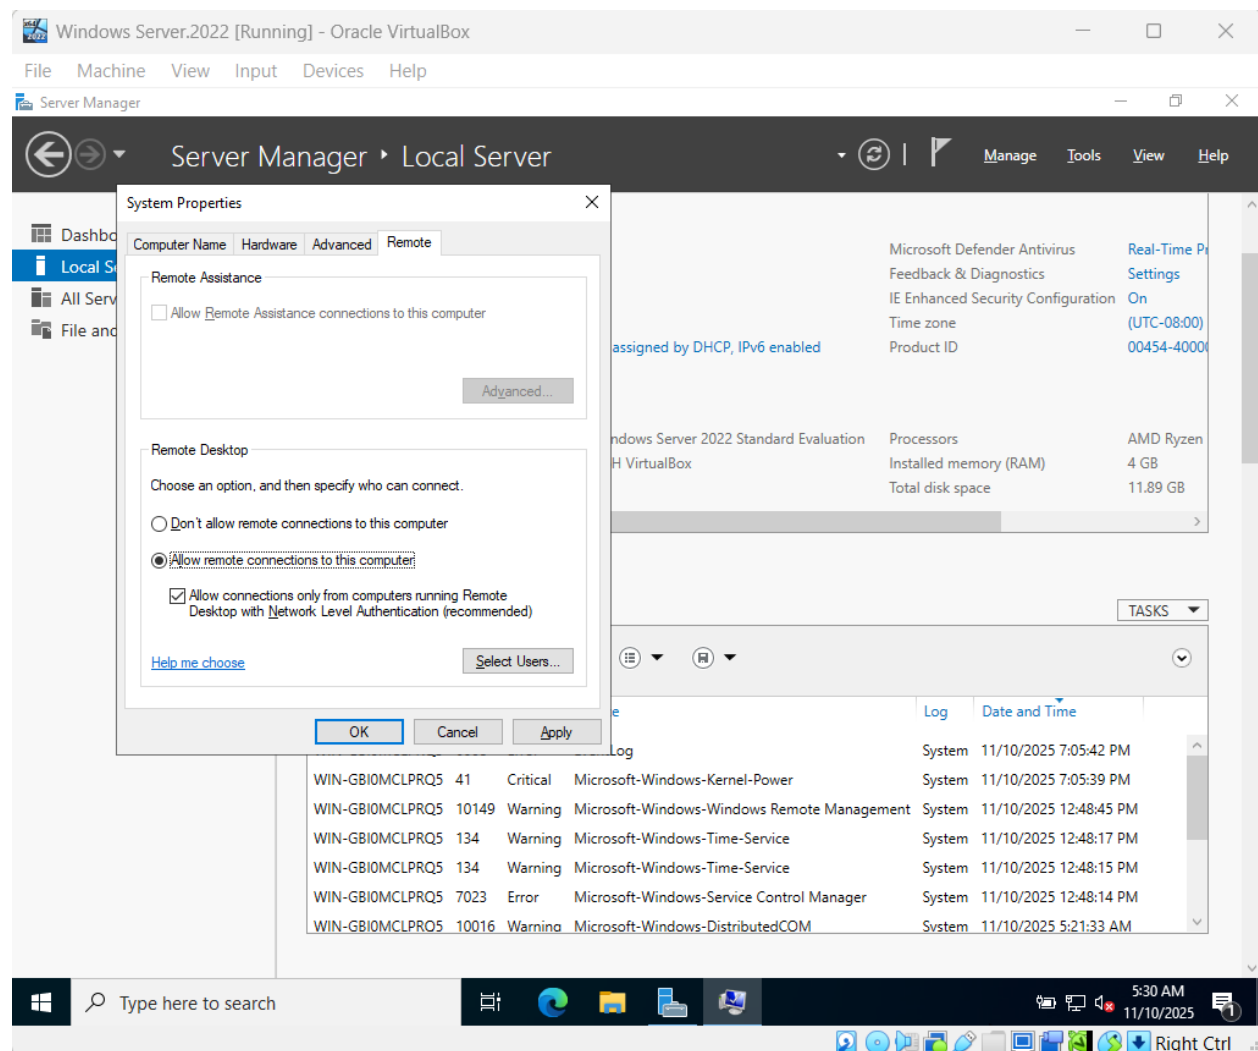 Windows Server.2022 [Running] - Oracle VirtualBox
File Machine View Input Devices Help
Server Manager
Server Manager Local Server
Manage Tools View Help
System Properties
Computer Name Hardware Advanced Remote
Remote Assistance
Allow Remote Assistance connections to this computer
Advanced...
Remote Desktop
Choose an option, and then specify who can connect.
Don't allow remote connections to this computer
Allow remote connections to this computer
Allow connections only from computers running Remote
Desktop with Network Level Authentication (recommended)
Help me choose
Select Users...
OK Cancel Apply
Dashbo
Local Se
All Serv
File and
Microsoft Defender Antivirus Real-Time Pr
Feedback & Diagnostics Settings
IE Enhanced Security Configuration On
Time zone (UTC-08:00)
assigned by DHCP, IPv6 enabled Product ID 00454-40000
ndows Server 2022 Standard Evaluation Processors AMD Ryzen
H VirtualBox Installed memory (RAM) 4 GB
Total disk space 11.89 GB
TASKS
e Log Date and Time
Log System 11/10/2025 7:05:42 PM
WIN-GBI0MCLPRQ5 41 Critical Microsoft-Windows-Kernel-Power System 11/10/2025 7:05:39 PM
WIN-GBI0MCLPRQ5 10149 Warning Microsoft-Windows-Windows Remote Management System 11/10/2025 12:48:45 PM
WIN-GBI0MCLPRQ5 134 Warning Microsoft-Windows-Time-Service System 11/10/2025 12:48:17 PM
WIN-GBI0MCLPRQ5 134 Warning Microsoft-Windows-Time-Service System 11/10/2025 12:48:15 PM
WIN-GBI0MCLPRQ5 7023 Error Microsoft-Windows-Service Control Manager System 11/10/2025 12:48:14 PM
WIN-GBI0MCLPRQ5 10016 Warning Microsoft-Windows-DistributedCOM System 11/10/2025 5:21:33 AM
Type here to search
5:30 AM
11/10/2025
1
Right Ctrl